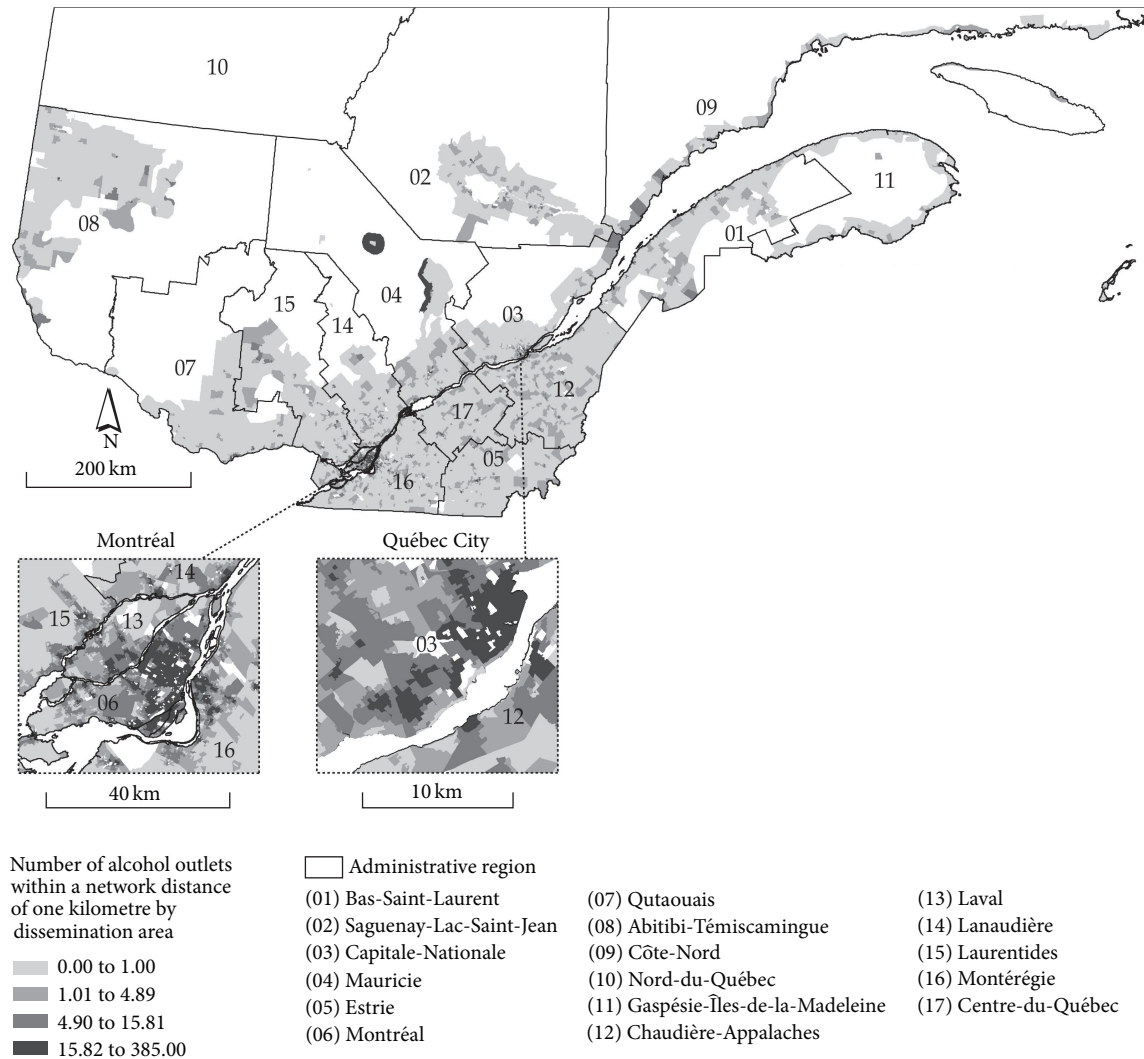 10
09
02
11
08
01
04
15
14
03
07
12
17
N
05
200 km
16
Montréal
Québec City
14
15
13
03
06
12
16
40 km
10 km
Number of alcohol outlets
within a network distance
of one kilometre by
dissemination area
0.00 to 1.00
1.01 to 4.89
4.90 to 15.81
15.82 to 385.00
Administrative region
(01) Bas-Saint-Laurent
(02) Saguenay-Lac-Saint-Jean
(03) Capitale-Nationale
(04) Mauricie
(05) Estrie
(06) Montréal
(07) Qutaouais
(08) Abitibi-Témiscamingue
(09) Côte-Nord
(10) Nord-du-Québec
(11) Gaspésie-Îles-de-la-Madeleine
(12) Chaudière-Appalaches
(13) Laval
(14) Lanaudière
(15) Laurentides
(16) Montérégie
(17) Centre-du-Québec